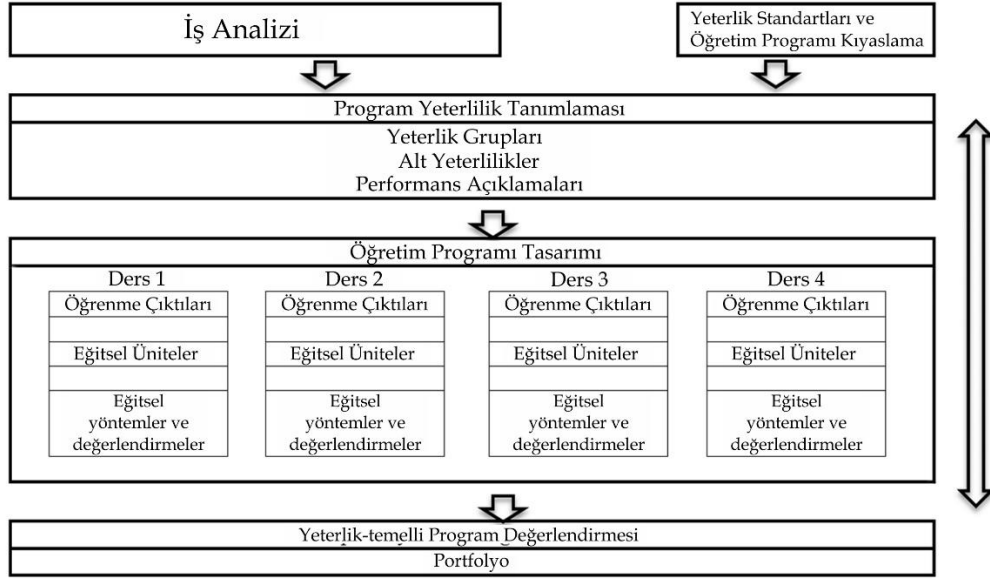 İş Analizi
Yeterlik Standartları ve
Öğretim Programı Kıyaslama
Program Yeterlilik Tanımlaması
Yeterlik Grupları
Alt Yeterlilikler
Performans Açıklamaları
Öğretim Programı Tasarımı
Ders 1
Öğrenme Çıktıları
Eğitsel Üniteler
Eğitsel
yöntemler ve
değerlendirmeler
Ders 2
Öğrenme Çıktıları
Eğitsel Üniteler
Eğitsel
yöntemler ve
değerlendirmeler
Ders 3
Öğrenme Çıktıları
Eğitsel Üniteler
Eğitsel
yöntemler ve
değerlendirmeler
Ders 4
Öğrenme Çıktıları
Eğitsel Üniteler
Eğitsel
yöntemler ve
değerlendirmeler
Yeterlik-temelli Program Değerlendirmesi
Portfolyo